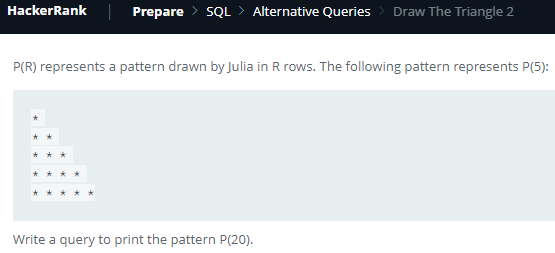 HackerRank | Prepare > SQL > Alternative Queries > Draw The Triangle 2
P(R) represents a pattern drawn by Julia in R rows. The following pattern represents P(5):
*
* *
* * *
* * * *
* * * * *
Write a query to print the pattern P(20).